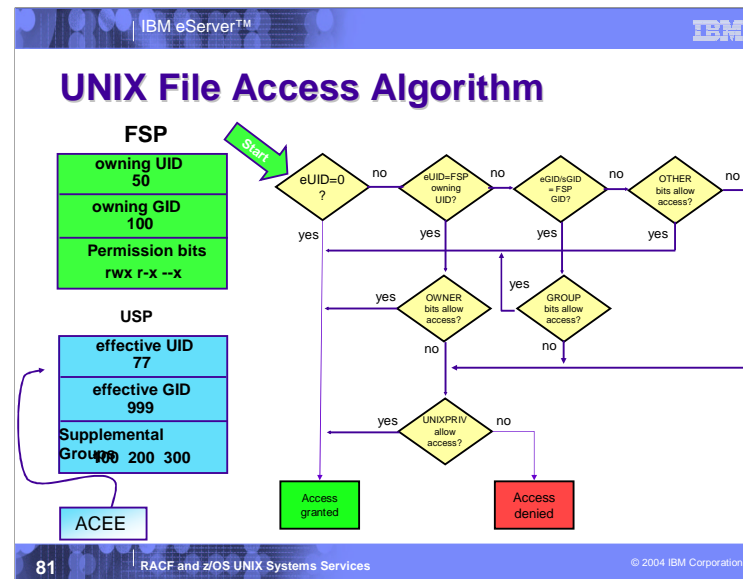 IBM eServer™
IBM
UNIX File Access Algorithm
FSP
owning UID
50
owning GID
100
Permission bits
rwx r-x --x
USP
effective UID
77
effective GID
999
Supplemental
Groups
100 200 300
ACEE
Start
eUID=0
?
no
eUID=FSP
owning
UID?
no
eGID/sGID
= FSP
GID?
no
OTHER
bits allow
access?
no
yes
yes
yes
yes
yes
OWNER
bits allow
access?
yes
GROUP
bits allow
access?
no
no
yes
UNIXPRIV
allow
access?
no
Access
granted
Access
denied
81
RACF and z/OS UNIX Systems Services
© 2004 IBM Corporation